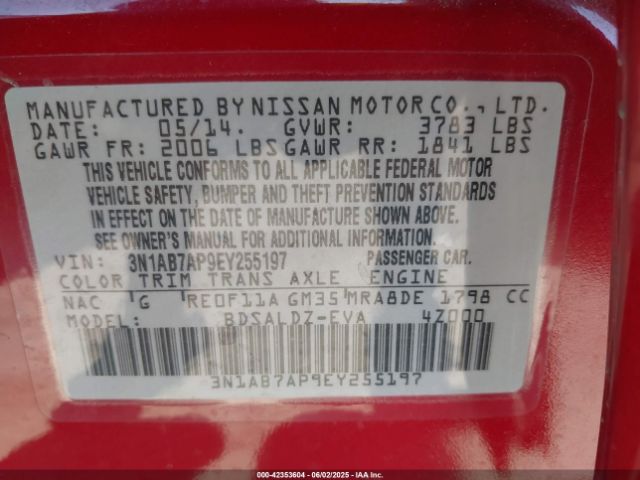 MANUFACTURED BY NISSAN MOTOR CO., LTD.
DATE: 05/14. GVWR: 3783 LBS
GAWR FR: 2006 LBS GAWR RR: 1841 LBS
THIS VEHICLE CONFORMS TO ALL APPLICABLE FEDERAL MOTOR
VEHICLE SAFETY, BUMPER AND THEFT PREVENTION STANDARDS
IN EFFECT ON THE DATE OF MANUFACTURE SHOWN ABOVE.
SEE OWNER'S MANUAL FOR ADDITIONAL INFORMATION.
VIN: 3N1AB7AP9EY255197 PASSENGER CAR.
COLOR TRIM TRANS AXLE ENGINE
NAC G RE0F11A GM35 MRA8DE 1798 CC
MODEL: BDSALDZ-EVA 4Z000
3N1AB7AP9EY255197
000-42353604 | 06/02/2025 | IAAI.COM